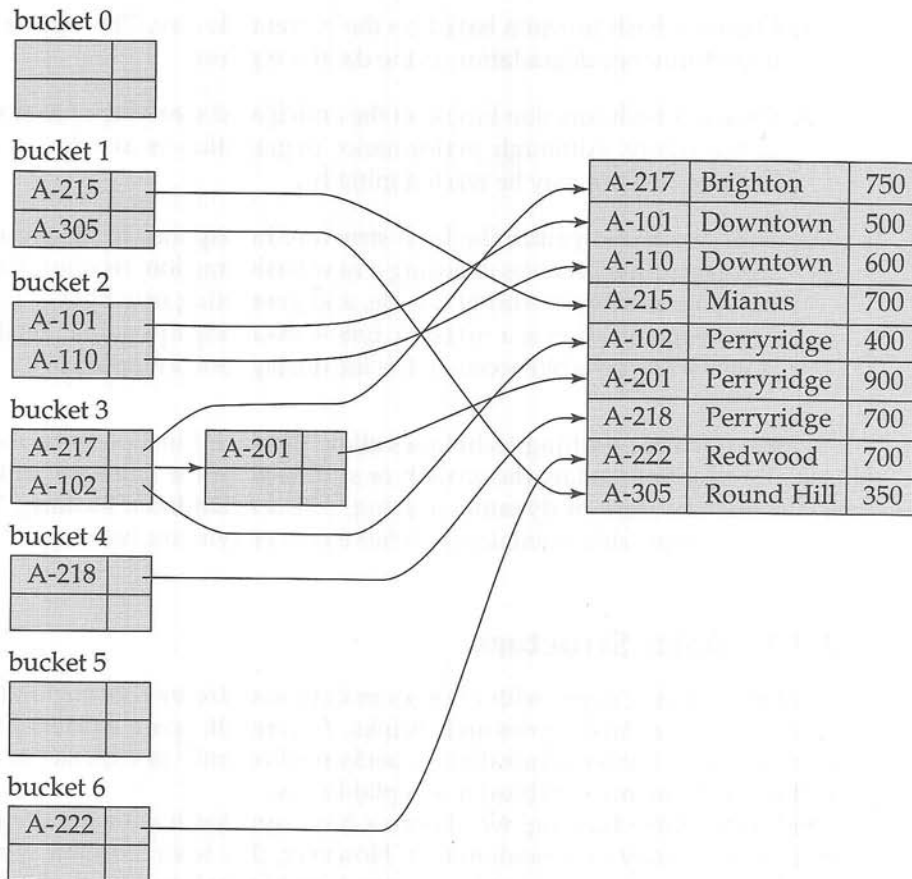 bucket 0
bucket 1
A-215
A-305
bucket 2
A-101
A-110
bucket 3
A-217
A-102
A-201
bucket 4
A-218
bucket 5
bucket 6
A-222
A-217 Brighton 750
A-101 Downtown 500
A-110 Downtown 600
A-215 Mianus 700
A-102 Perryridge 400
A-201 Perryridge 900
A-218 Perryridge 700
A-222 Redwood 700
A-305 Round Hill 350